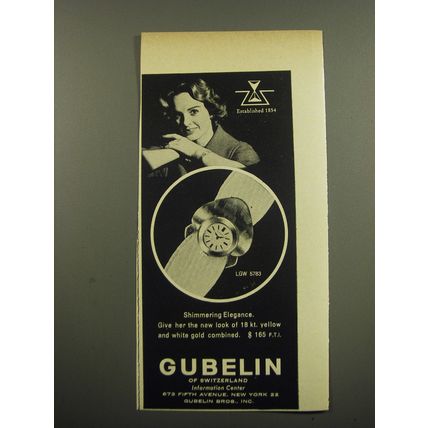 Established 1854
LGW 5783
Shimmering Elegance.
Give her the new look of 18 kt. yellow
and white gold combined. $ 165 F.T.I.
GUBELIN
OF SWITZERLAND
Information Center
673 FIFTH AVENUE, NEW YORK 22
GUBELIN BROS., INC.